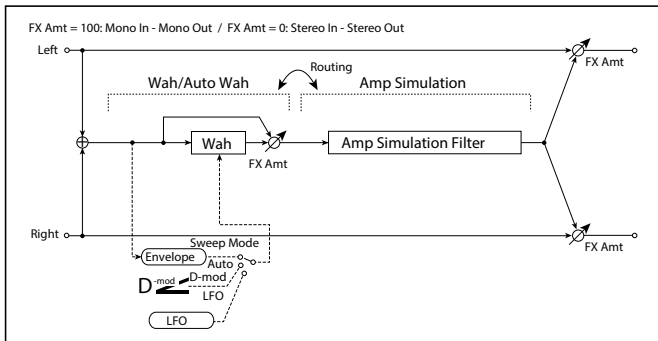 FX Amt = 100: Mono In - Mono Out / FX Amt = 0: Stereo In - Stereo Out
Left
FX Amt
Routing
Wah/Auto Wah
Amp Simulation
Wah
FX Amt
Amp Simulation Filter
Right
FX Amt
Sweep Mode
Envelope
Auto
D-mod
D-mod
LFO
LFO